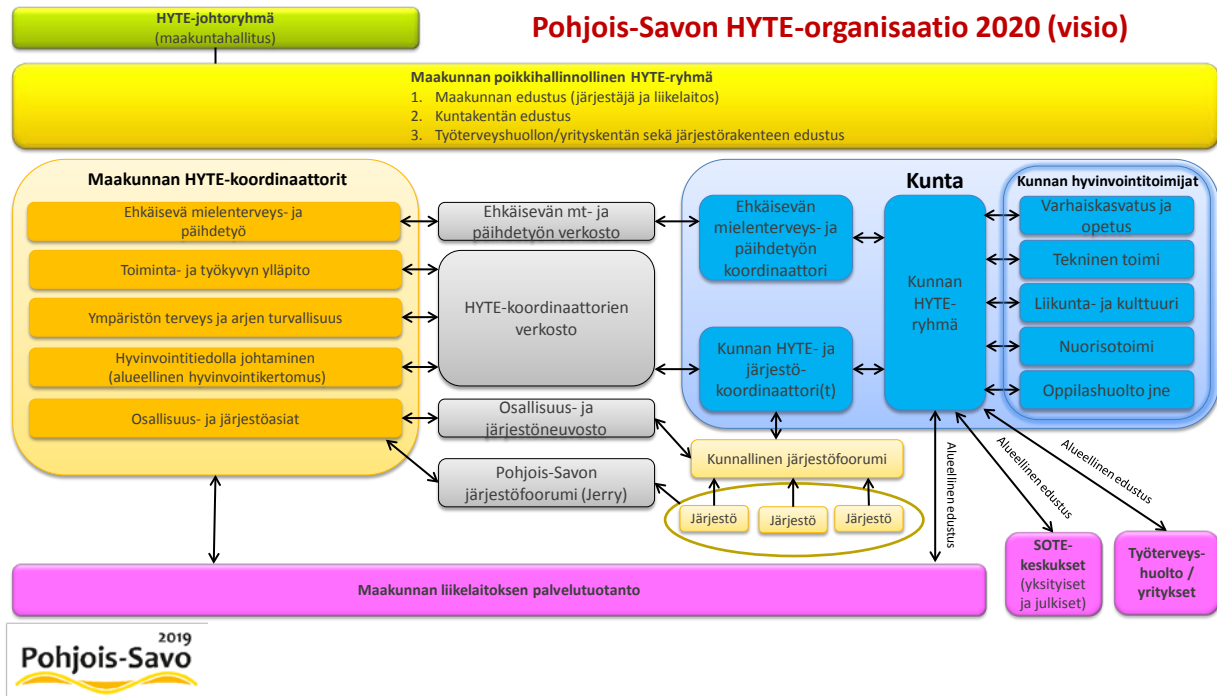 HYTE-johtoryhmä
(maakuntahallitus)
Pohjois-Savon HYTE-organisaatio 2020 (visio)
Maakunnan poikkihallinnollinen HYTE-ryhmä
1. Maakunnan edustus (järjestäjä ja liikelaitos)
2. Kuntakentän edustus
3. Työterveyshuollon/yrityskentän sekä järjestörakenteen edustus
Maakunnan HYTE-koordinaattorit
Ehkäisevä mielenterveys- ja
päihdetyö
Toiminta- ja työkyvyn ylläpito
Ympäristön terveys ja arjen turvallisuus
Hyvinvointitiedolla johtaminen
(alueellinen hyvinvointikertomus)
Osallisuus- ja järjestöasiat
Ehkäisevän mt- ja
päihdetyön verkosto
HYTE-koordinaattorien
verkosto
Osallisuus- ja
järjestöneuvosto
Pohjois-Savon
järjestöfoorumi (Jerry)
Kunta
Ehkäisevän
mielenterveys- ja
päihdetyön
koordinaattori
Kunnan HYTE- ja
järjestö-
koordinaattori(t)
Kunnan
HYTE-
ryhmä
Kunnan hyvinvointitoimijat
Varhaiskasvatus ja
opetus
Tekninen toimi
Liikunta- ja kulttuuri
Nuorisotoimi
Oppilashuolto jne
Kunnallinen järjestöfoorumi
Järjestö
Järjestö
Järjestö
Alueellinen edustus
Alueellinen edustus
Alueellinen edustus
Maakunnan liikelaitoksen palvelutuotanto
SOTE-
keskukset
(yksityiset
ja julkiset)
Työterveys-
huolto /
yritykset
2019
Pohjois-Savo